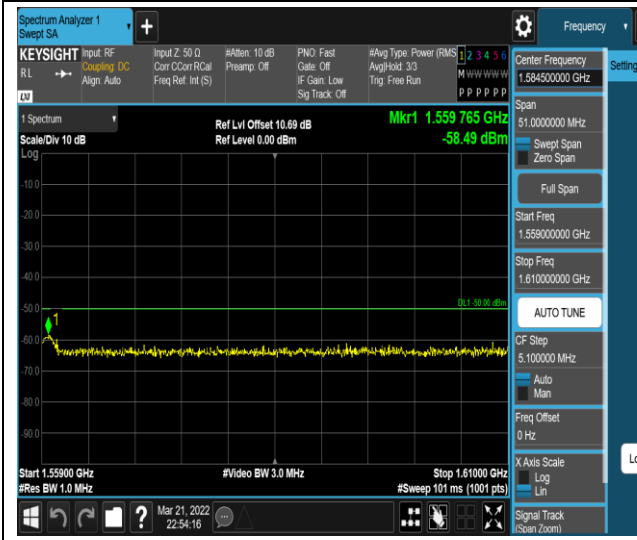 Spectrum Analyzer 1
Swept SA
+
Frequency
KEYSIGHT
RL
LXI
Input: RF
Coupling: DC
Align: Auto
Input Z: 50 Ω
Corr CCorr RCal
Freq Ref: Int (S)
#Atten: 10 dB
Preamp: Off
PNO: Fast
Gate: Off
IF Gain: Low
Sig Track: Off
#Avg Type: Power (RMS
Avg|Hold: 3/3
Trig: Free Run
1 2 3 4 5 6
M W W W W W
P P P P P P
1 Spectrum
Scale/Div 10 dB
Log
Ref Lvl Offset 10.69 dB
Ref Level 0.00 dBm
Mkr1 1.559 765 GHz
-58.49 dBm
-10.0
-20.0
-30.0
-40.0
-50.0
-60.0
-70.0
-80.0
-90.0
DL1 -50.00 dBm
1
Start 1.55900 GHz
#Res BW 1.0 MHz
#Video BW 3.0 MHz
Stop 1.61000 GHz
#Sweep 101 ms (1001 pts)
?
Mar 21, 2022
22:54:16
Center Frequency
1.584500000 GHz
Span
51.0000000 MHz
Swept Span
Zero Span
Full Span
Start Freq
1.559000000 GHz
Stop Freq
1.610000000 GHz
AUTO TUNE
CF Step
5.100000 MHz
Auto
Man
Freq Offset
0 Hz
X Axis Scale
Log
Lin
Signal Track
(Span Zoom)
Setting